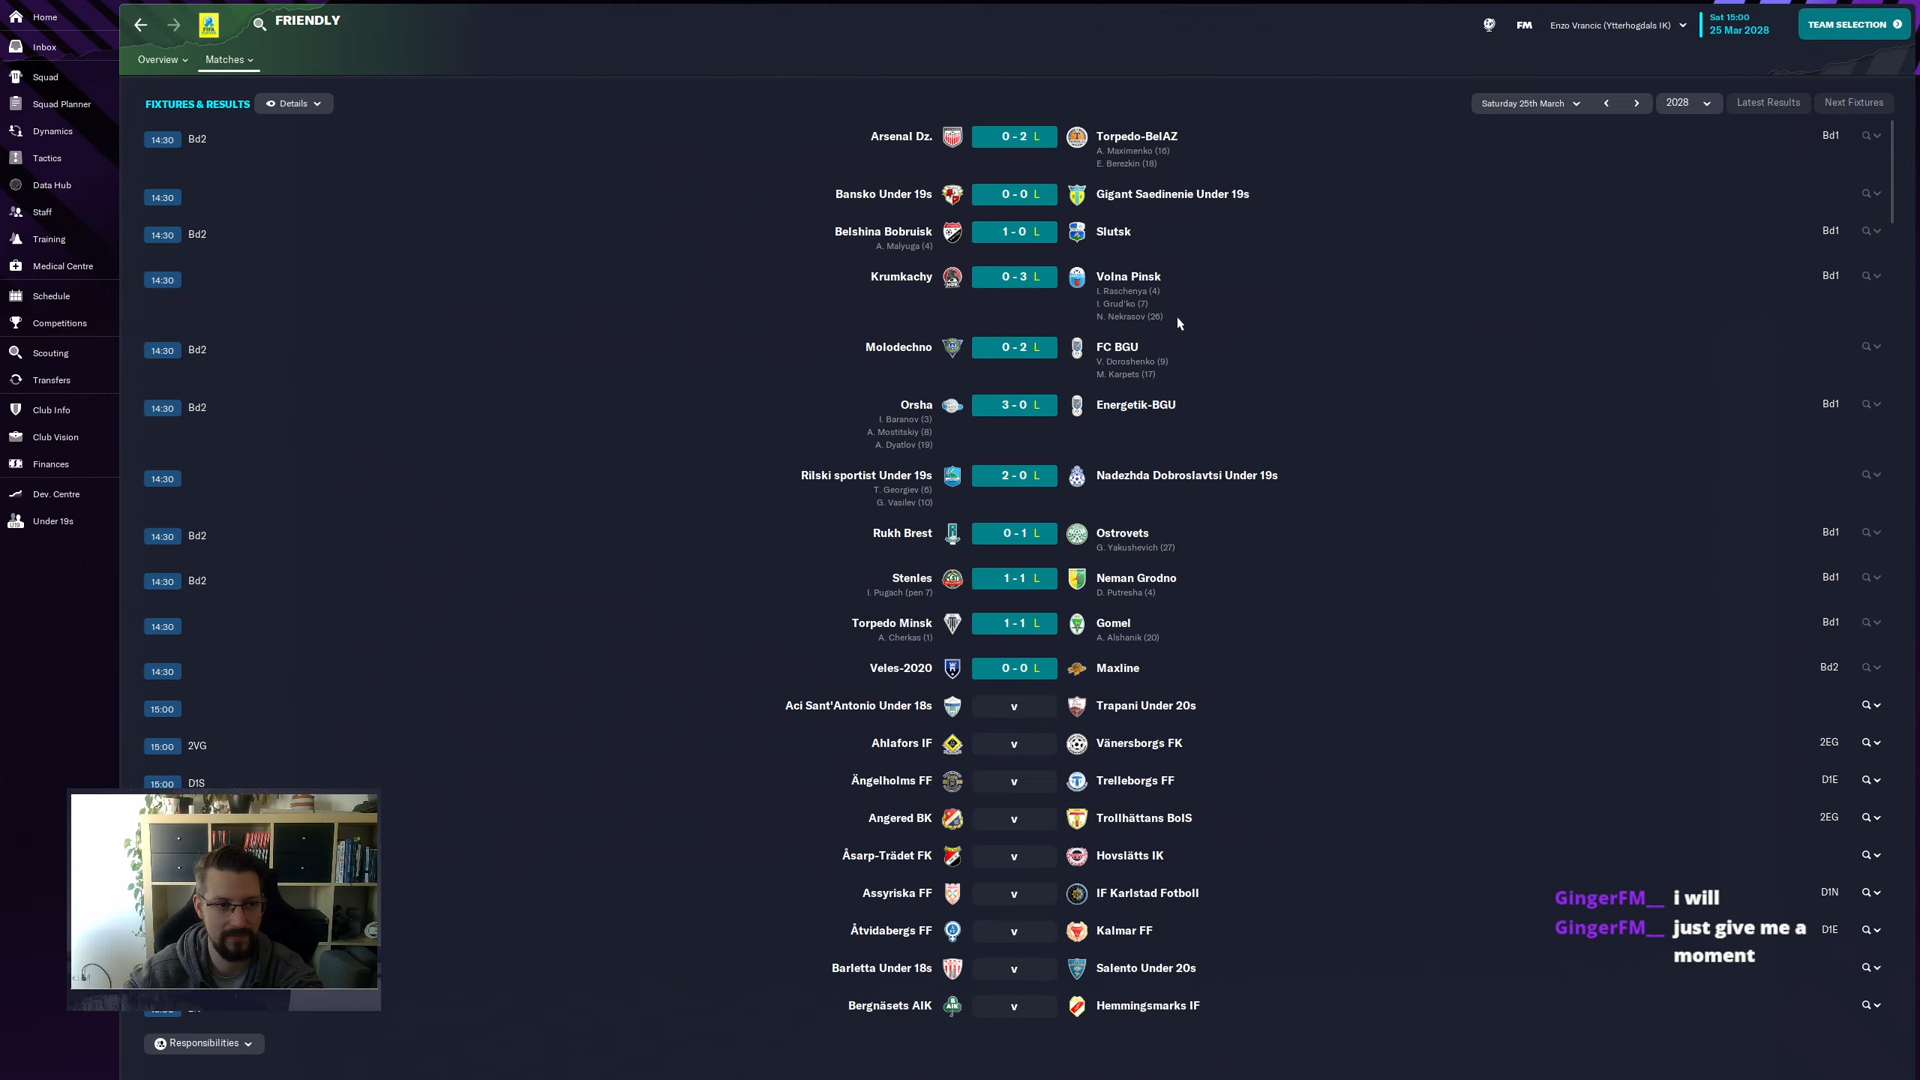 Home
Inbox
Squad
Squad Planner
Dynamics
Tactics
Data Hub
Staff
Training
Medical Centre
Schedule
Competitions
Scouting
Transfers
Club Info
Club Vision
Finances
Dev. Centre
Under 19s
FRIENDLY
Overview
Matches
FM
Enzo Vrancic (Ytterhogdals IK)
Sat 15:00
25 Mar 2028
TEAM SELECTION
FIXTURES & RESULTS
Details
Saturday 25th March
2028
Latest Results
Next Fixtures
14:30 Bd2 Arsenal Dz. 0 - 2 L Torpedo-BelAZ Bd1
A. Maximenko (16)
E. Berezkin (18)
14:30 Bansko Under 19s 0 - 0 L Gigant Saedinenie Under 19s
14:30 Bd2 Belshina Bobruisk 1 - 0 L Slutsk Bd1
A. Malyuga (4)
14:30 Krumkachy 0 - 3 L Volna Pinsk Bd1
I. Raschenya (4)
I. Grud'ko (7)
N. Nekrasov (26)
14:30 Bd2 Molodechno 0 - 2 L FC BGU
V. Doroshenko (9)
M. Karpets (17)
14:30 Bd2 Orsha 3 - 0 L Energetik-BGU Bd1
I. Baranov (3)
A. Mostitskiy (8)
A. Dyatlov (19)
14:30 Rilski sportist Under 19s 2 - 0 L Nadezhda Dobroslavtsi Under 19s
T. Georgiev (6)
G. Vasilev (10)
14:30 Bd2 Rukh Brest 0 - 1 L Ostrovets Bd1
G. Yakushevich (27)
14:30 Bd2 Stenles 1 - 1 L Neman Grodno Bd1
I. Pugach (pen 7) D. Putresha (4)
14:30 Torpedo Minsk 1 - 1 L Gomel Bd1
A. Cherkas (1) A. Alshanik (20)
14:30 Veles-2020 0 - 0 L Maxline Bd2
15:00 Aci Sant'Antonio Under 18s v Trapani Under 20s
15:00 2VG Ahlafors IF v Vänersborgs FK 2EG
15:00 D1S Ängelholms FF v Trelleborgs FF D1E
Angered BK v Trollhättans BoIS 2EG
Åsarp-Trädet FK v Hovslätts IK
Assyriska FF v IF Karlstad Fotboll D1N
Åtvidabergs FF v Kalmar FF D1E
Barletta Under 18s v Salento Under 20s
Bergnäsets AIK v Hemmingsmarks IF
GingerFM__ i will
GingerFM__ just give me a
moment
Responsibilities